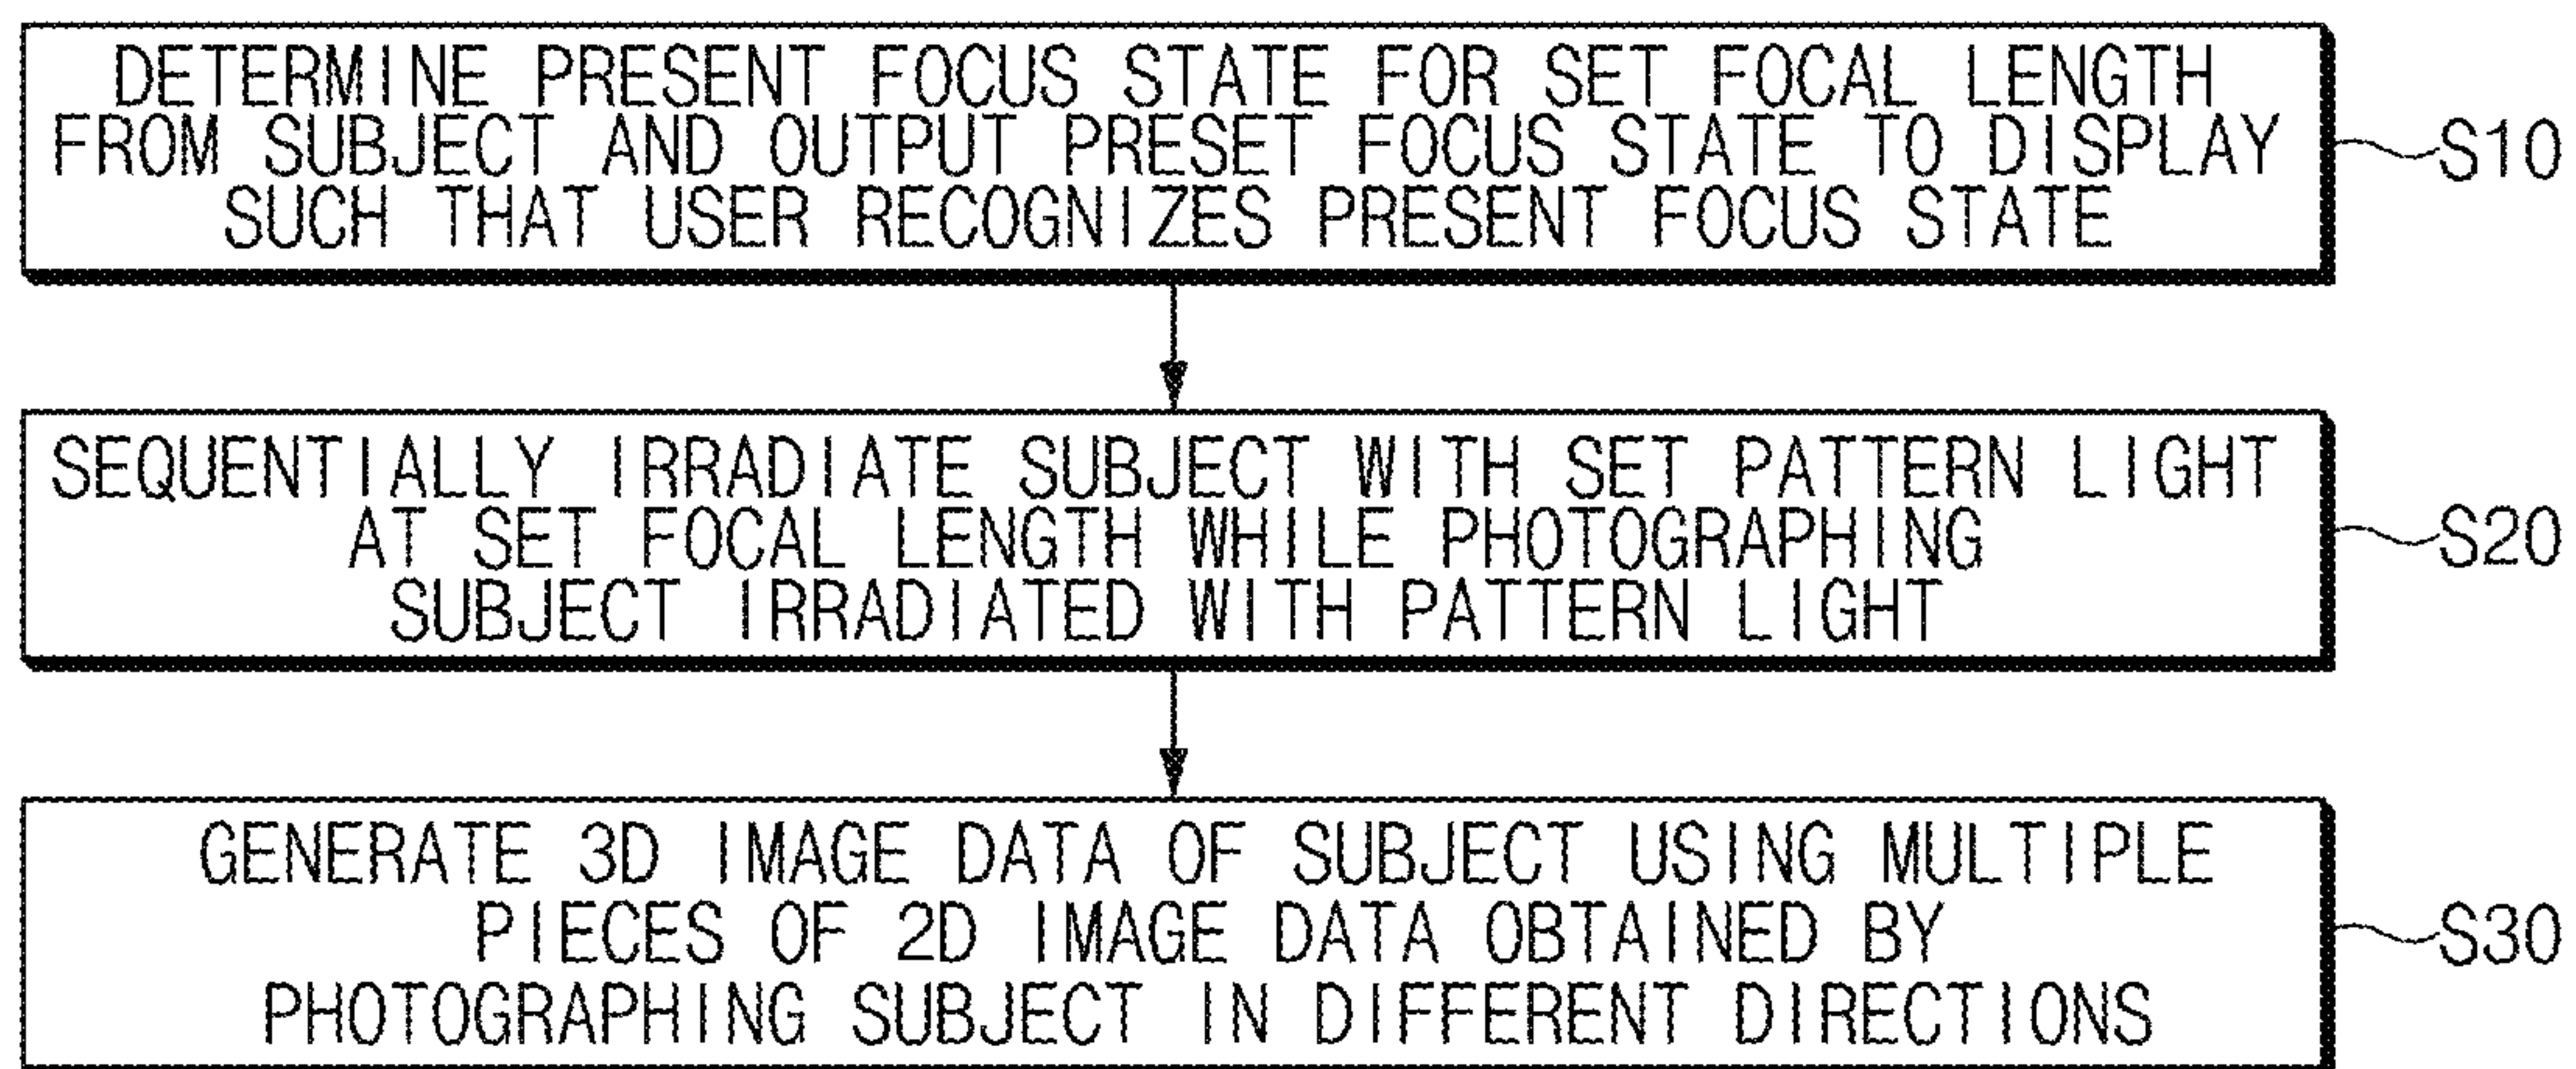 DETERMINE PRESENT FOCUS STATE FOR SET FOCAL LENGTH
FROM SUBJECT AND OUTPUT PRESET FOCUS STATE TO DISPLAY
SUCH THAT USER RECOGNIZES PRESENT FOCUS STATE
S10
SEQUENTIALLY IRRADIATE SUBJECT WITH SET PATTERN LIGHT
AT SET FOCAL LENGTH WHILE PHOTOGRAPHING
SUBJECT IRRADIATED WITH PATTERN LIGHT
S20
GENERATE 3D IMAGE DATA OF SUBJECT USING MULTIPLE
PIECES OF 2D IMAGE DATA OBTAINED BY
PHOTOGRAPHING SUBJECT IN DIFFERENT DIRECTIONS
S30